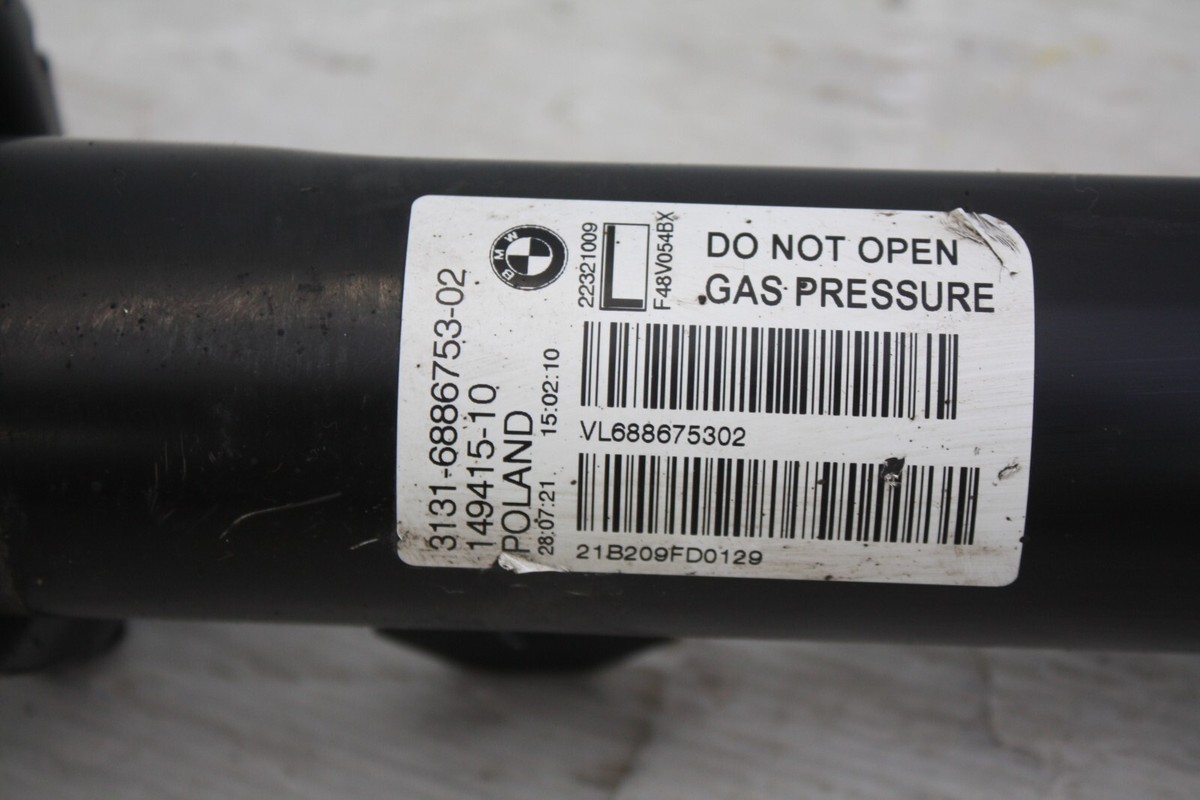 BMW
3131-6886753-02
149415-10
POLAND
28:07:21 15:02:10
22321009
F48V054BX
DO NOT OPEN
GAS PRESSURE
VL688675302
21B209FD0129